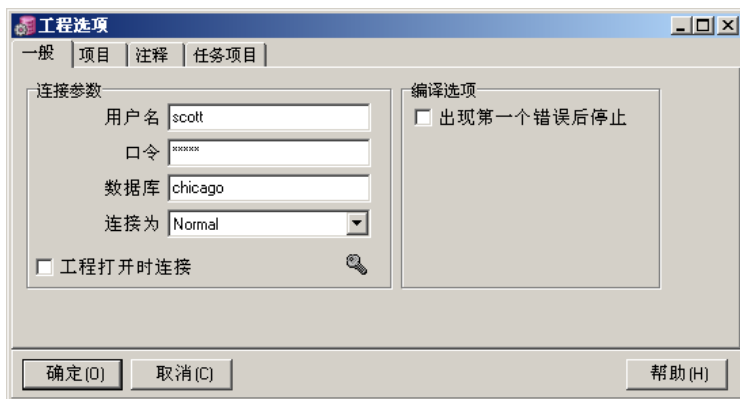 工程选项
一般 项目 注释 任务项目
连接参数
用户名 scott
口令 *****
数据库 chicago
连接为 Normal
工程打开时连接
编译选项
出现第一个错误后停止
确定(O) 取消(C) 帮助(H)